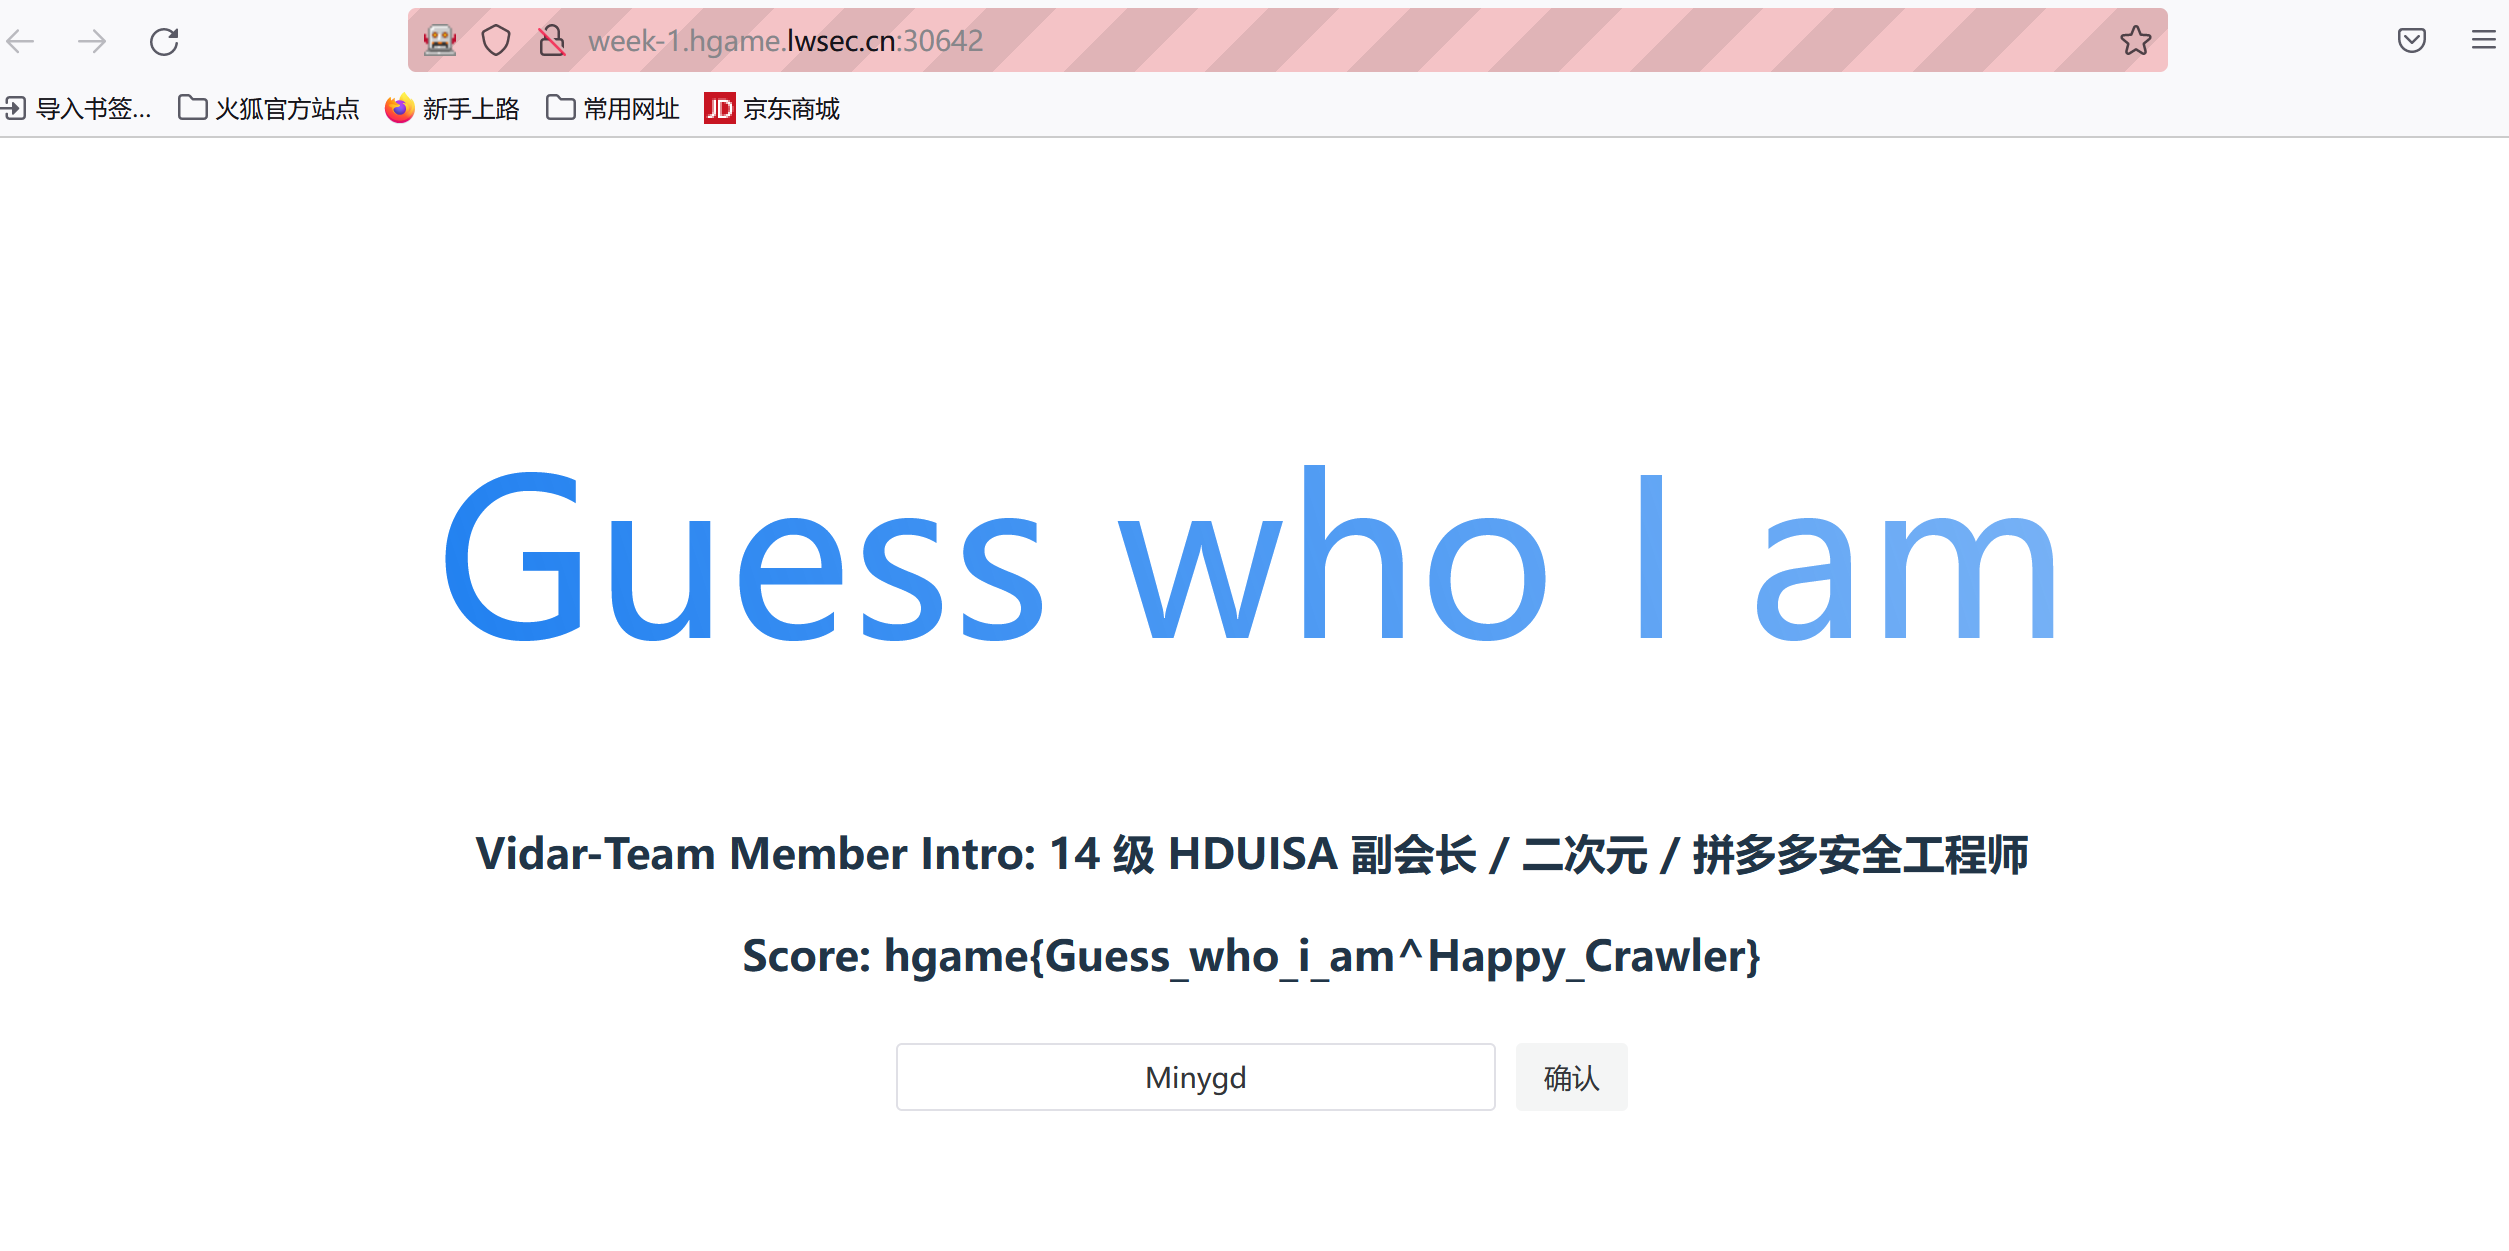 week-1.hgame.lwsec.cn:30642
导入书签... 火狐官方站点 新手上路 常用网址 JD 京东商城
Guess who I am
Vidar-Team Member Intro: 14 级 HDUISA 副会长 / 二次元 / 拼多多安全工程师
Score: hgame{Guess_who_i_am^Happy_Crawler}
Minygd 确认